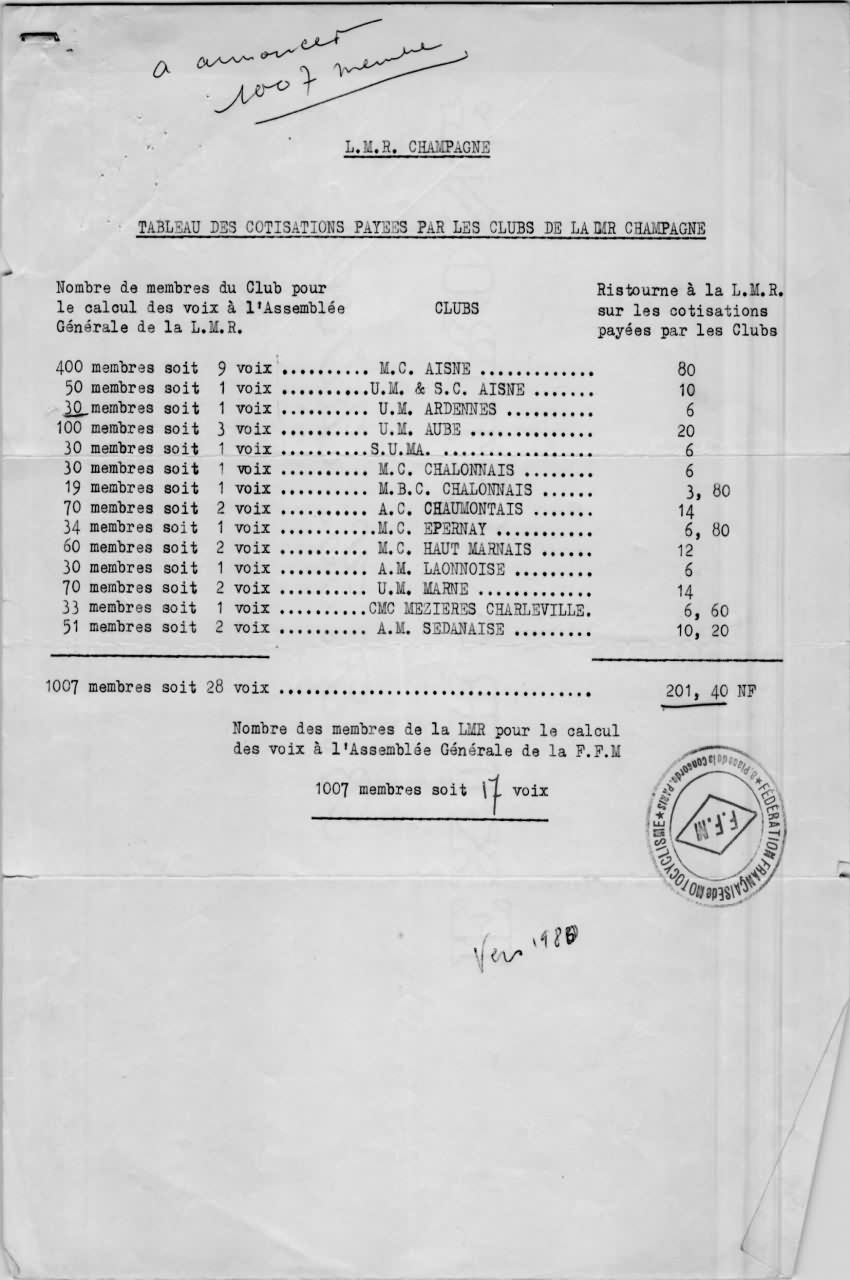 a annoncer
1007 membre
L.M.R. CHAMPAGNE
TABLEAU DES COTISATIONS PAYEES PAR LES CLUBS DE LA LMR CHAMPAGNE
Nombre de membres du Club pour
le calcul des voix à l'Assemblée
Générale de la L.M.R.
CLUBS
Ristourne à la L.M.R.
sur les cotisations
payées par les Clubs
400 membres soit 9 voix .......... M.C. AISNE ............. 80
50 membres soit 1 voix ..........U.M. & S.C. AISNE ....... 10
30 membres soit 1 voix .......... U.M. ARDENNES .......... 6
100 membres soit 3 voix .......... U.M. AUBE .............. 20
30 membres soit 1 voix ..........S.U.MA. ................. 6
30 membres soit 1 voix .......... M.C. CHALONNAIS ........ 6
19 membres soit 1 voix .......... M.B.C. CHALONNAIS ...... 3, 80
70 membres soit 2 voix .......... A.C. CHAUMONTAIS ....... 14
34 membres soit 1 voix ...........M.C. EPERNAY ........... 6, 80
60 membres soit 2 voix .......... M.C. HAUT MARNAIS ...... 12
30 membres soit 1 voix .......... A.M. LAONNOISE ......... 6
70 membres soit 2 voix .......... U.M. MARNE ............. 14
33 membres soit 1 voix ..........CMC MEZIERES CHARLEVILLE. 6, 60
51 membres soit 2 voix .......... A.M. SEDANAISE ......... 10, 20
1007 membres soit 28 voix ................................... 201, 40 NF
Nombre des membres de la LMR pour le calcul
des voix à l'Assemblée Générale de la F.F.M
1007 membres soit 17 voix
FÉDÉRATION FRANÇAISE de MOTOCYCLISME
8, Place de la Concorde. Paris.
F.F.M
Vers